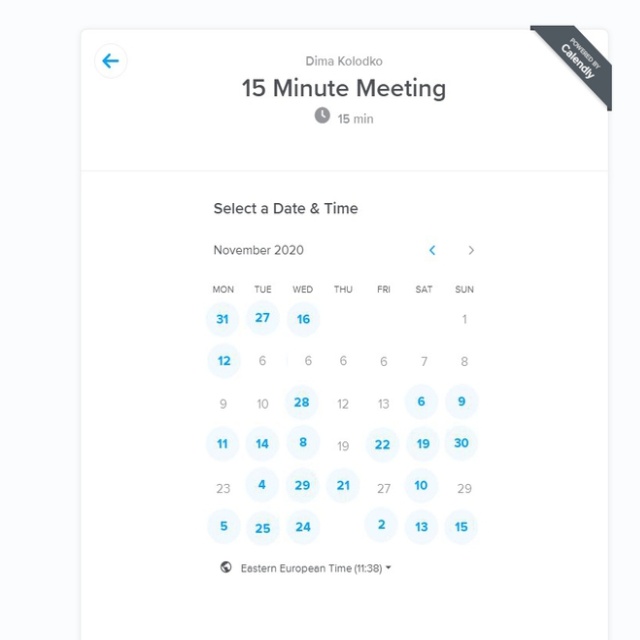 POWERED BY
Calendly
Dima Kolodko
15 Minute Meeting
15 min
Select a Date & Time
November 2020
MON TUE WED THU FRI SAT SUN
31 27 16 1
12 6 6 6 6 7 8
9 10 28 12 13 6 9
11 14 8 19 22 19 30
23 4 29 21 27 10 29
5 25 24 2 13 15
Eastern European Time (11:38)